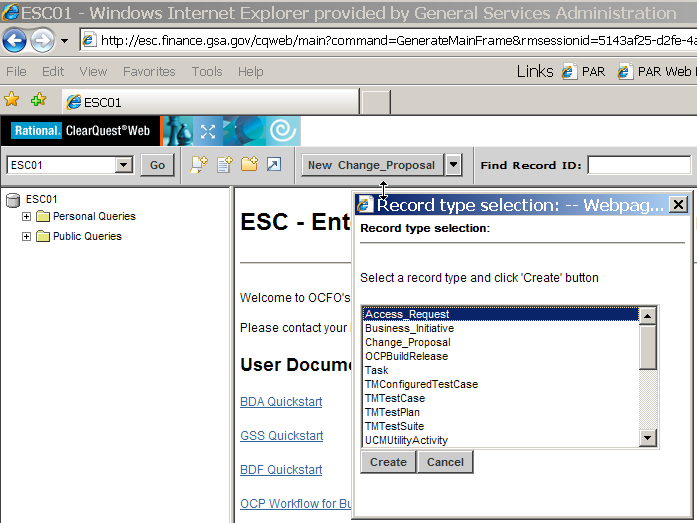 ESC01 - Windows Internet Explorer provided by General Services Administration
http://esc.finance.gsa.gov/cqweb/main?command=GenerateMainFrame&rmsessionid=5143af25-d2fe-4a
File Edit View Favorites Tools Help Links PAR PAR Web
ESC01
Rational. ClearQuest®Web
ESC01 Go New Change_Proposal Find Record ID:
ESC01
Personal Queries
Public Queries
ESC - Ent
Welcome to OCFO's
Please contact your
User Docume
BDA Quickstart
GSS Quickstart
BDF Quickstart
OCP Workflow for Bu
Record type selection: -- Webpag...
Record type selection:
Select a record type and click 'Create' button
Access_Request
Business_Initiative
Change_Proposal
OCPBuildRelease
Task
TMConfiguredTestCase
TMTestCase
TMTestPlan
TMTestSuite
UCMUtilityActivity
Create Cancel